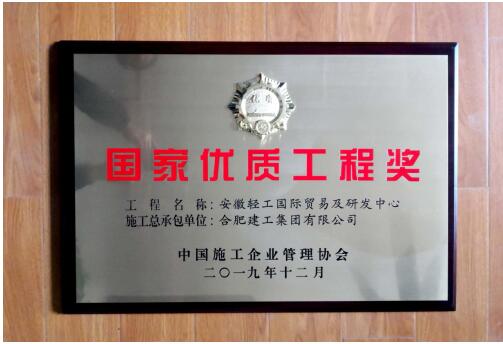 国家优质工程奖
工程名称：安徽轻工国际贸易及研发中心
施工总承包单位：合肥建工集团有限公司
中国施工企业管理协会
二〇一九年十二月